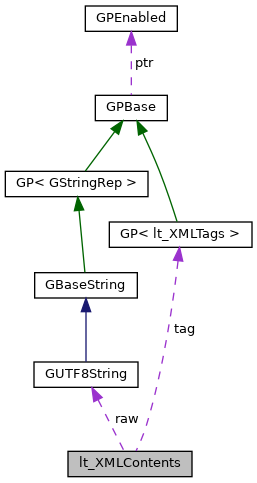 GPEnabled
ptr
GPBase
GP< GStringRep >
GP< lt_XMLTags >
GBaseString
tag
GUTF8String
raw
lt_XMLContents